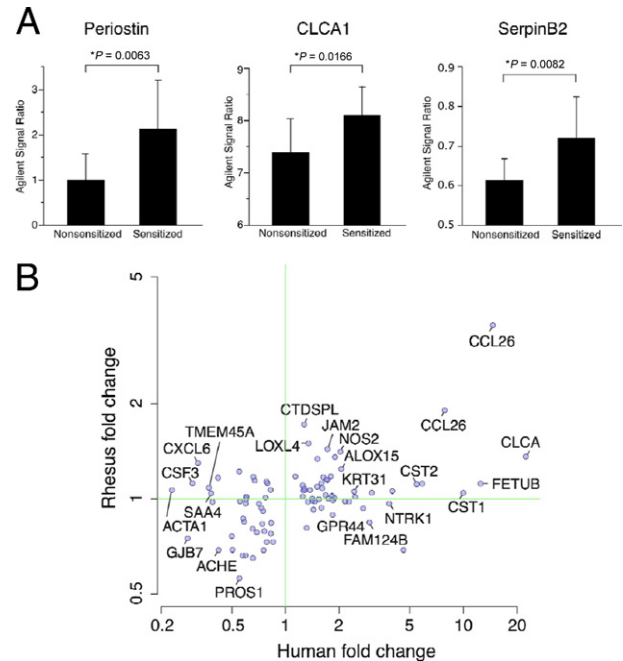 A
Periostin
CLCA1
SerpinB2
*P = 0.0063
*P = 0.0166
*P = 0.0082
Agilent Signal Ratio
3
2
1
0
Nonsensitized Sensitized
Agilent Signal Ratio
9
8
7
6
Nonsensitized Sensitized
Agilent Signal Ratio
0.9
0.8
0.7
0.6
0.5
Nonsensitized Sensitized
B
Rhesus fold change
5
2
1
0.5
CCL26
CCL26
CTDSPL
TMEM45A
JAM2
CXCL6
LOXL4
NOS2
CLCA
ALOX15
CSF3
KRT31
CST2
FETUB
SAA4
CST1
ACTA1
GPR44
NTRK1
GJB7
FAM124B
ACHE
PROS1
0.2 0.5 1 2 5 10 20
Human fold change